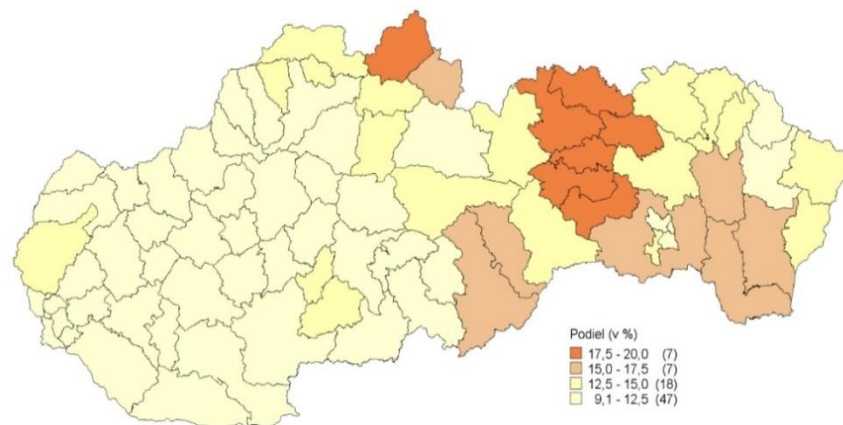 Podiel (v %)
17,5 - 20,0 (7)
15,0 - 17,5 (7)
12,5 - 15,0 (18)
9,1 - 12,5 (47)